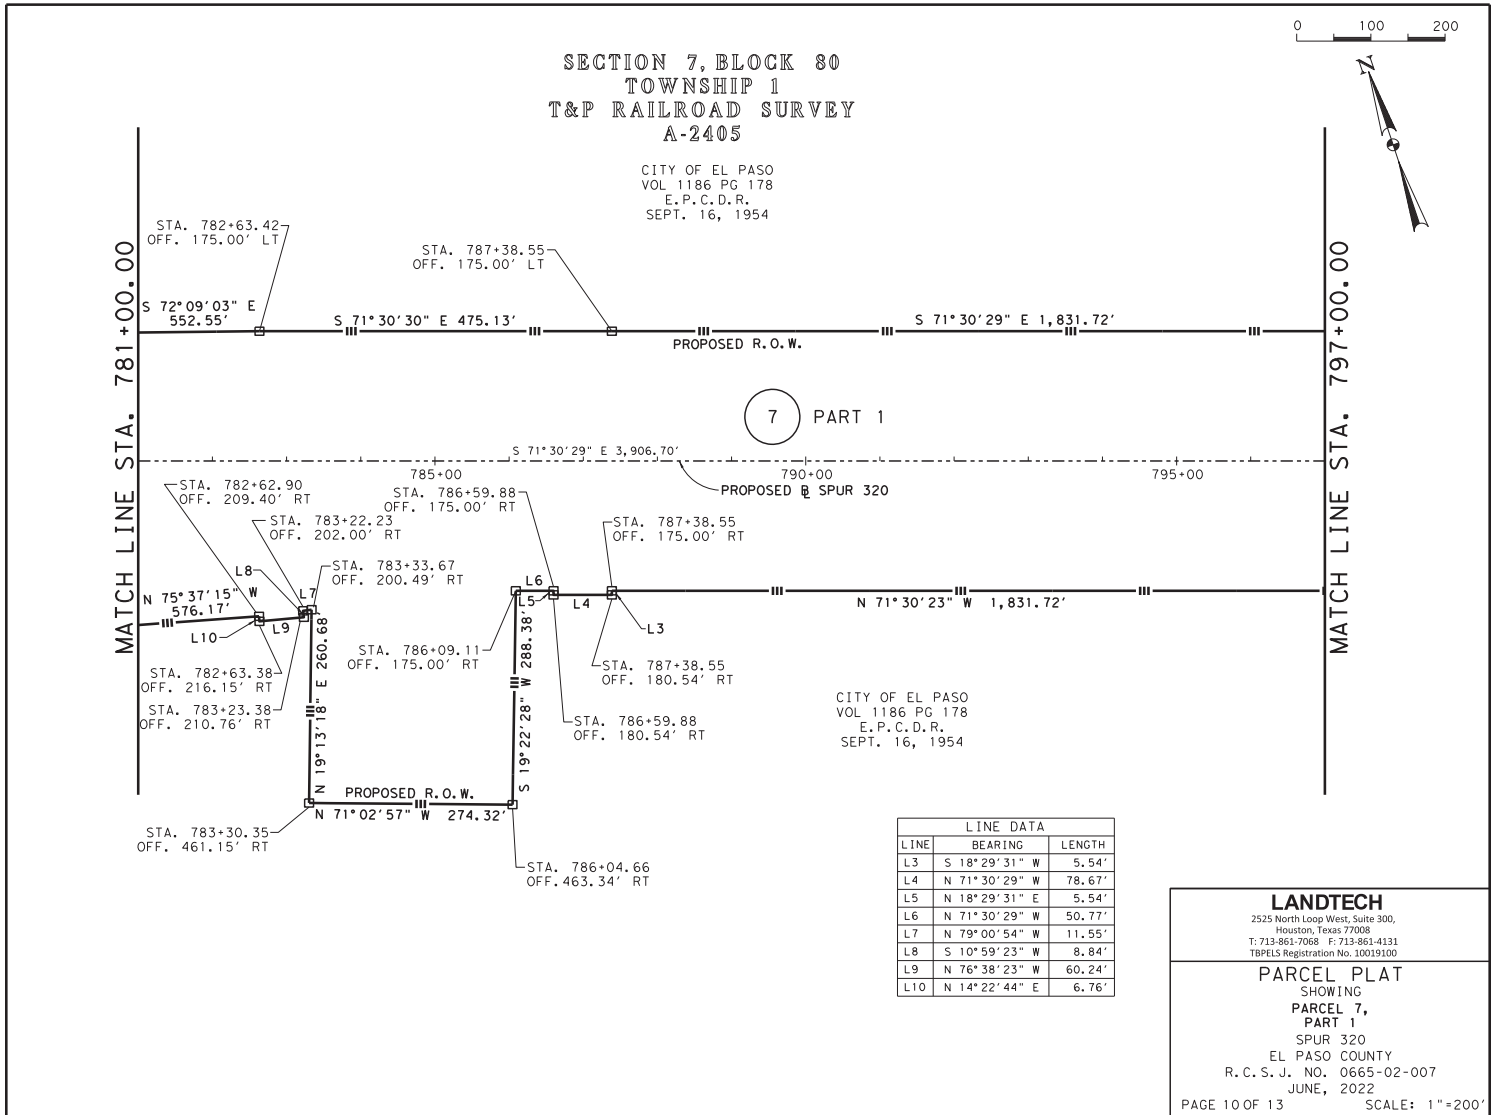 0 100 200
N
SECTION 7, BLOCK 80
TOWNSHIP 1
T&P RAILROAD SURVEY
A-2405
CITY OF EL PASO
VOL 1186 PG 178
E.P.C.D.R.
SEPT. 16, 1954
STA. 782+63.42
OFF. 175.00' LT
STA. 787+38.55
OFF. 175.00' LT
MATCH LINE STA. 781+00.00
MATCH LINE STA. 797+00.00
S 72°09'03" E
552.55'
S 71°30'30" E 475.13'
S 71°30'29" E 1,831.72'
PROPOSED R.O.W.
7 PART 1
S 71°30'29" E 3,906.70'
785+00
790+00
795+00
PROPOSED ℄ SPUR 320
STA. 782+62.90
OFF. 209.40' RT
STA. 786+59.88
OFF. 175.00' RT
STA. 783+22.23
OFF. 202.00' RT
STA. 787+38.55
OFF. 175.00' RT
STA. 783+33.67
OFF. 200.49' RT
L8
L7
L6
L5
L4
L3
N 75°37'15" W
576.17'
L10
L9
N 71°30'23" W 1,831.72'
STA. 786+09.11
OFF. 175.00' RT
STA. 787+38.55
OFF. 180.54' RT
STA. 782+63.38
OFF. 216.15' RT
STA. 783+23.38
OFF. 210.76' RT
STA. 786+59.88
OFF. 180.54' RT
N 19°13'18" E 260.68'
S 19°22'28" W 288.38'
CITY OF EL PASO
VOL 1186 PG 178
E.P.C.D.R.
SEPT. 16, 1954
PROPOSED R.O.W.
N 71°02'57" W 274.32'
STA. 783+30.35
OFF. 461.15' RT
STA. 786+04.66
OFF.463.34' RT
LINE DATA
LINE BEARING LENGTH
L3 S 18°29'31" W 5.54'
L4 N 71°30'29" W 78.67'
L5 N 18°29'31" E 5.54'
L6 N 71°30'29" W 50.77'
L7 N 79°00'54" W 11.55'
L8 S 10°59'23" W 8.84'
L9 N 76°38'23" W 60.24'
L10 N 14°22'44" E 6.76'
LANDTECH
2525 North Loop West, Suite 300,
Houston, Texas 77008
T: 713-861-7068 F: 713-861-4131
TBPELS Registration No. 10019100
PARCEL PLAT
SHOWING
PARCEL 7,
PART 1
SPUR 320
EL PASO COUNTY
R.C.S.J. NO. 0665-02-007
JUNE, 2022
PAGE 10 OF 13 SCALE: 1"=200'